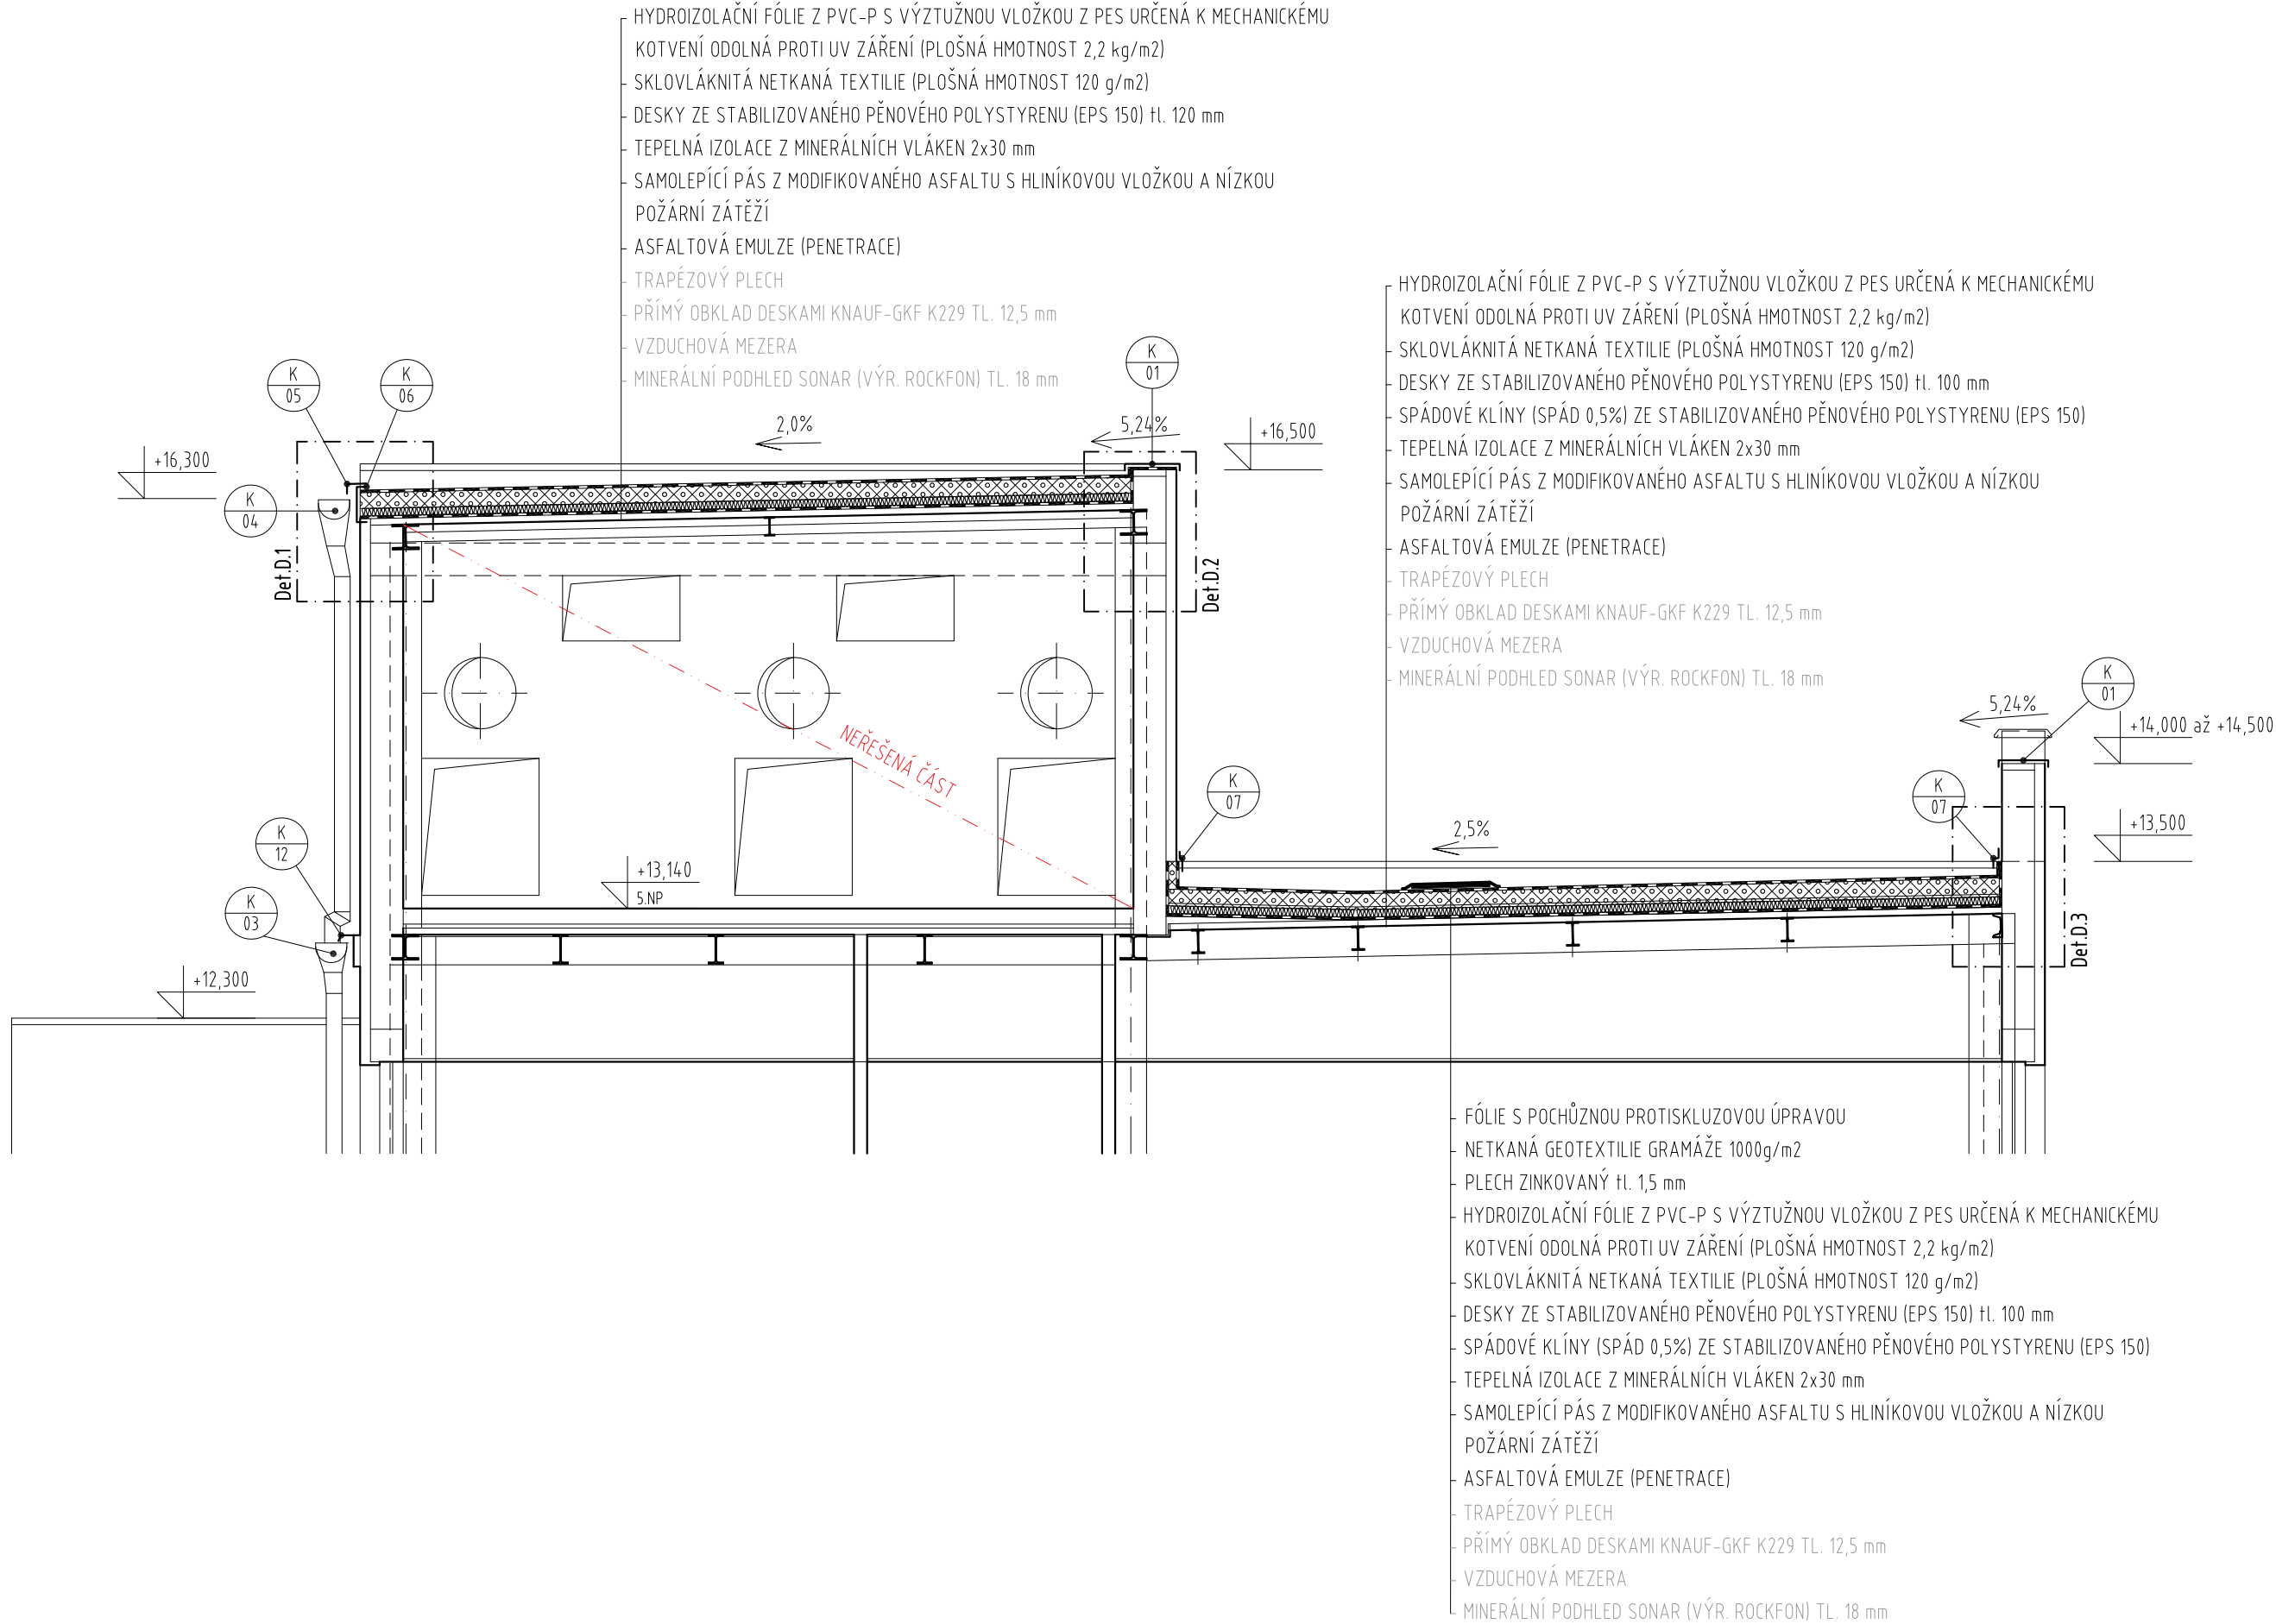 HYDROIZOLAČNÍ FÓLIE Z PVC-P S VÝZTUŽNOU VLOŽKOU Z PES URČENÁ K MECHANICKÉMU
KOTVENÍ ODOLNÁ PROTI UV ZÁŘENÍ (PLOŠNÁ HMOTNOST 2,2 kg/m2)
SKLOVLÁKNITÁ NETKANÁ TEXTILIE (PLOŠNÁ HMOTNOST 120 g/m2)
DESKY ZE STABILIZOVANÉHO PĚNOVÉHO POLYSTYRENU (EPS 150) tl. 120 mm
TEPELNÁ IZOLACE Z MINERÁLNÍCH VLÁKEN 2x30 mm
SAMOLEPÍCÍ PÁS Z MODIFIKOVANÉHO ASFALTU S HLINÍKOVOU VLOŽKOU A NÍZKOU
POŽÁRNÍ ZÁTĚŽÍ
ASFALTOVÁ EMULZE (PENETRACE)
TRAPÉZOVÝ PLECH
PŘÍMÝ OBKLAD DESKAMI KNAUF-GKF K229 TL. 12,5 mm
VZDUCHOVÁ MEZERA
MINERÁLNÍ PODHLED SONAR (VÝR. ROCKFON) TL. 18 mm
HYDROIZOLAČNÍ FÓLIE Z PVC-P S VÝZTUŽNOU VLOŽKOU Z PES URČENÁ K MECHANICKÉMU
KOTVENÍ ODOLNÁ PROTI UV ZÁŘENÍ (PLOŠNÁ HMOTNOST 2,2 kg/m2)
SKLOVLÁKNITÁ NETKANÁ TEXTILIE (PLOŠNÁ HMOTNOST 120 g/m2)
DESKY ZE STABILIZOVANÉHO PĚNOVÉHO POLYSTYRENU (EPS 150) tl. 100 mm
SPÁDOVÉ KLÍNY (SPÁD 0,5%) ZE STABILIZOVANÉHO PĚNOVÉHO POLYSTYRENU (EPS 150)
TEPELNÁ IZOLACE Z MINERÁLNÍCH VLÁKEN 2x30 mm
SAMOLEPÍCÍ PÁS Z MODIFIKOVANÉHO ASFALTU S HLINÍKOVOU VLOŽKOU A NÍZKOU
POŽÁRNÍ ZÁTĚŽÍ
ASFALTOVÁ EMULZE (PENETRACE)
TRAPÉZOVÝ PLECH
PŘÍMÝ OBKLAD DESKAMI KNAUF-GKF K229 TL. 12,5 mm
VZDUCHOVÁ MEZERA
MINERÁLNÍ PODHLED SONAR (VÝR. ROCKFON) TL. 18 mm
K
05
K
06
K
01
2,0%
5,24%
+16,500
+16,300
K
04
Det.D.1
Det.D.2
NEŘEŠENÁ ČÁST
K
01
5,24%
+14,000 až +14,500
K
07
K
07
2,5%
+13,500
K
12
+13,140
5.NP
K
03
Det.D.3
+12,300
FÓLIE S POCHŮZNOU PROTISKLUZOVOU ÚPRAVOU
NETKANÁ GEOTEXTILIE GRAMÁŽE 1000g/m2
PLECH ZINKOVANÝ tl. 1,5 mm
HYDROIZOLAČNÍ FÓLIE Z PVC-P S VÝZTUŽNOU VLOŽKOU Z PES URČENÁ K MECHANICKÉMU
KOTVENÍ ODOLNÁ PROTI UV ZÁŘENÍ (PLOŠNÁ HMOTNOST 2,2 kg/m2)
SKLOVLÁKNITÁ NETKANÁ TEXTILIE (PLOŠNÁ HMOTNOST 120 g/m2)
DESKY ZE STABILIZOVANÉHO PĚNOVÉHO POLYSTYRENU (EPS 150) tl. 100 mm
SPÁDOVÉ KLÍNY (SPÁD 0,5%) ZE STABILIZOVANÉHO PĚNOVÉHO POLYSTYRENU (EPS 150)
TEPELNÁ IZOLACE Z MINERÁLNÍCH VLÁKEN 2x30 mm
SAMOLEPÍCÍ PÁS Z MODIFIKOVANÉHO ASFALTU S HLINÍKOVOU VLOŽKOU A NÍZKOU
POŽÁRNÍ ZÁTĚŽÍ
ASFALTOVÁ EMULZE (PENETRACE)
TRAPÉZOVÝ PLECH
PŘÍMÝ OBKLAD DESKAMI KNAUF-GKF K229 TL. 12,5 mm
VZDUCHOVÁ MEZERA
MINERÁLNÍ PODHLED SONAR (VÝR. ROCKFON) TL. 18 mm